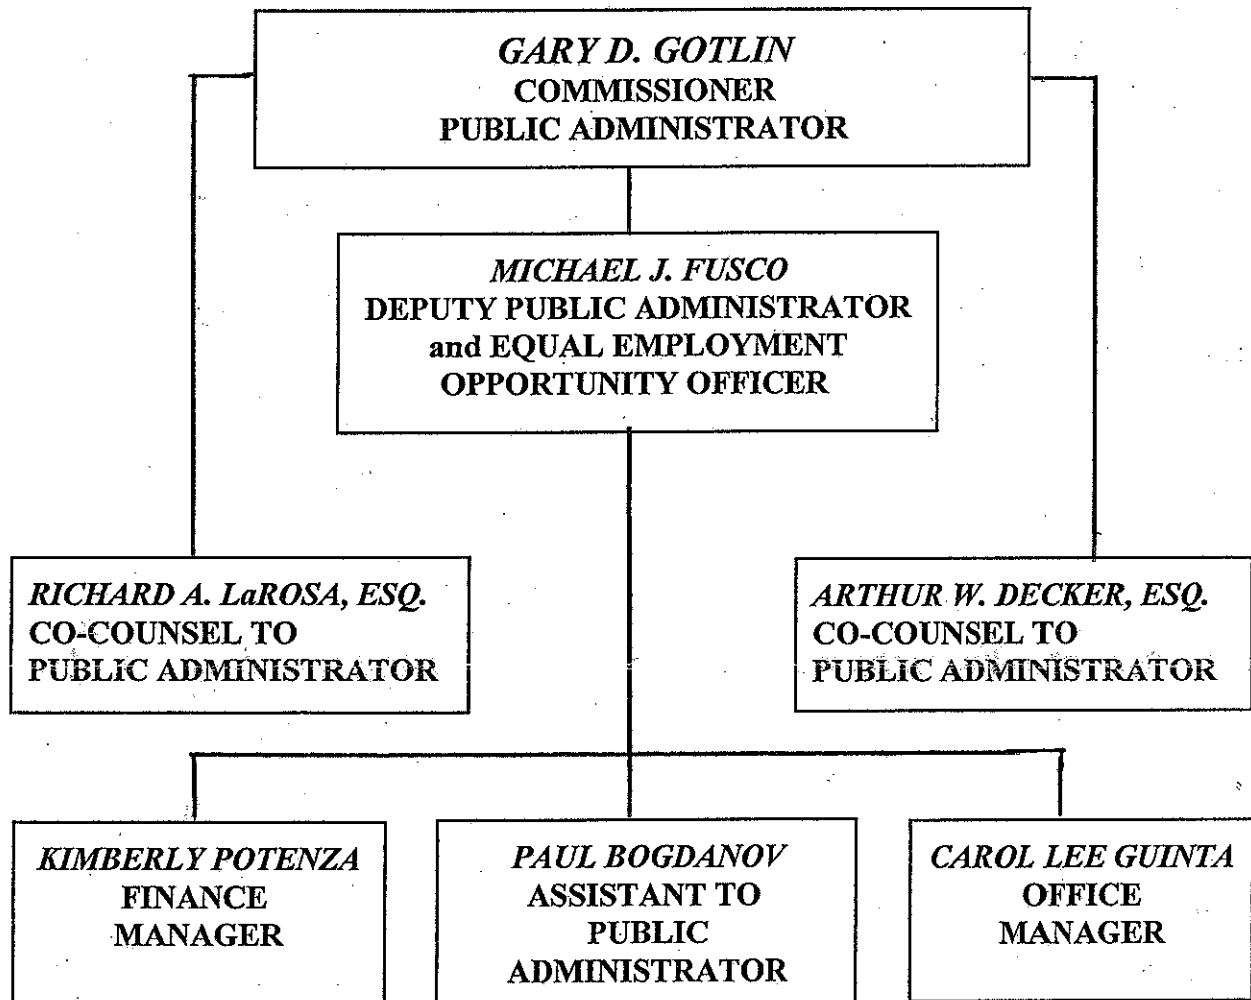 GARY D. GOTLIN
COMMISSIONER
PUBLIC ADMINISTRATOR
MICHAEL J. FUSCO
DEPUTY PUBLIC ADMINISTRATOR
and EQUAL EMPLOYMENT
OPPORTUNITY OFFICER
RICHARD A. LaROSA, ESQ.
CO-COUNSEL TO
PUBLIC ADMINISTRATOR
ARTHUR W. DECKER, ESQ.
CO-COUNSEL TO
PUBLIC ADMINISTRATOR
KIMBERLY POTENZA
FINANCE
MANAGER
PAUL BOGDANOV
ASSISTANT TO
PUBLIC
ADMINISTRATOR
CAROL LEE GUINTA
OFFICE
MANAGER